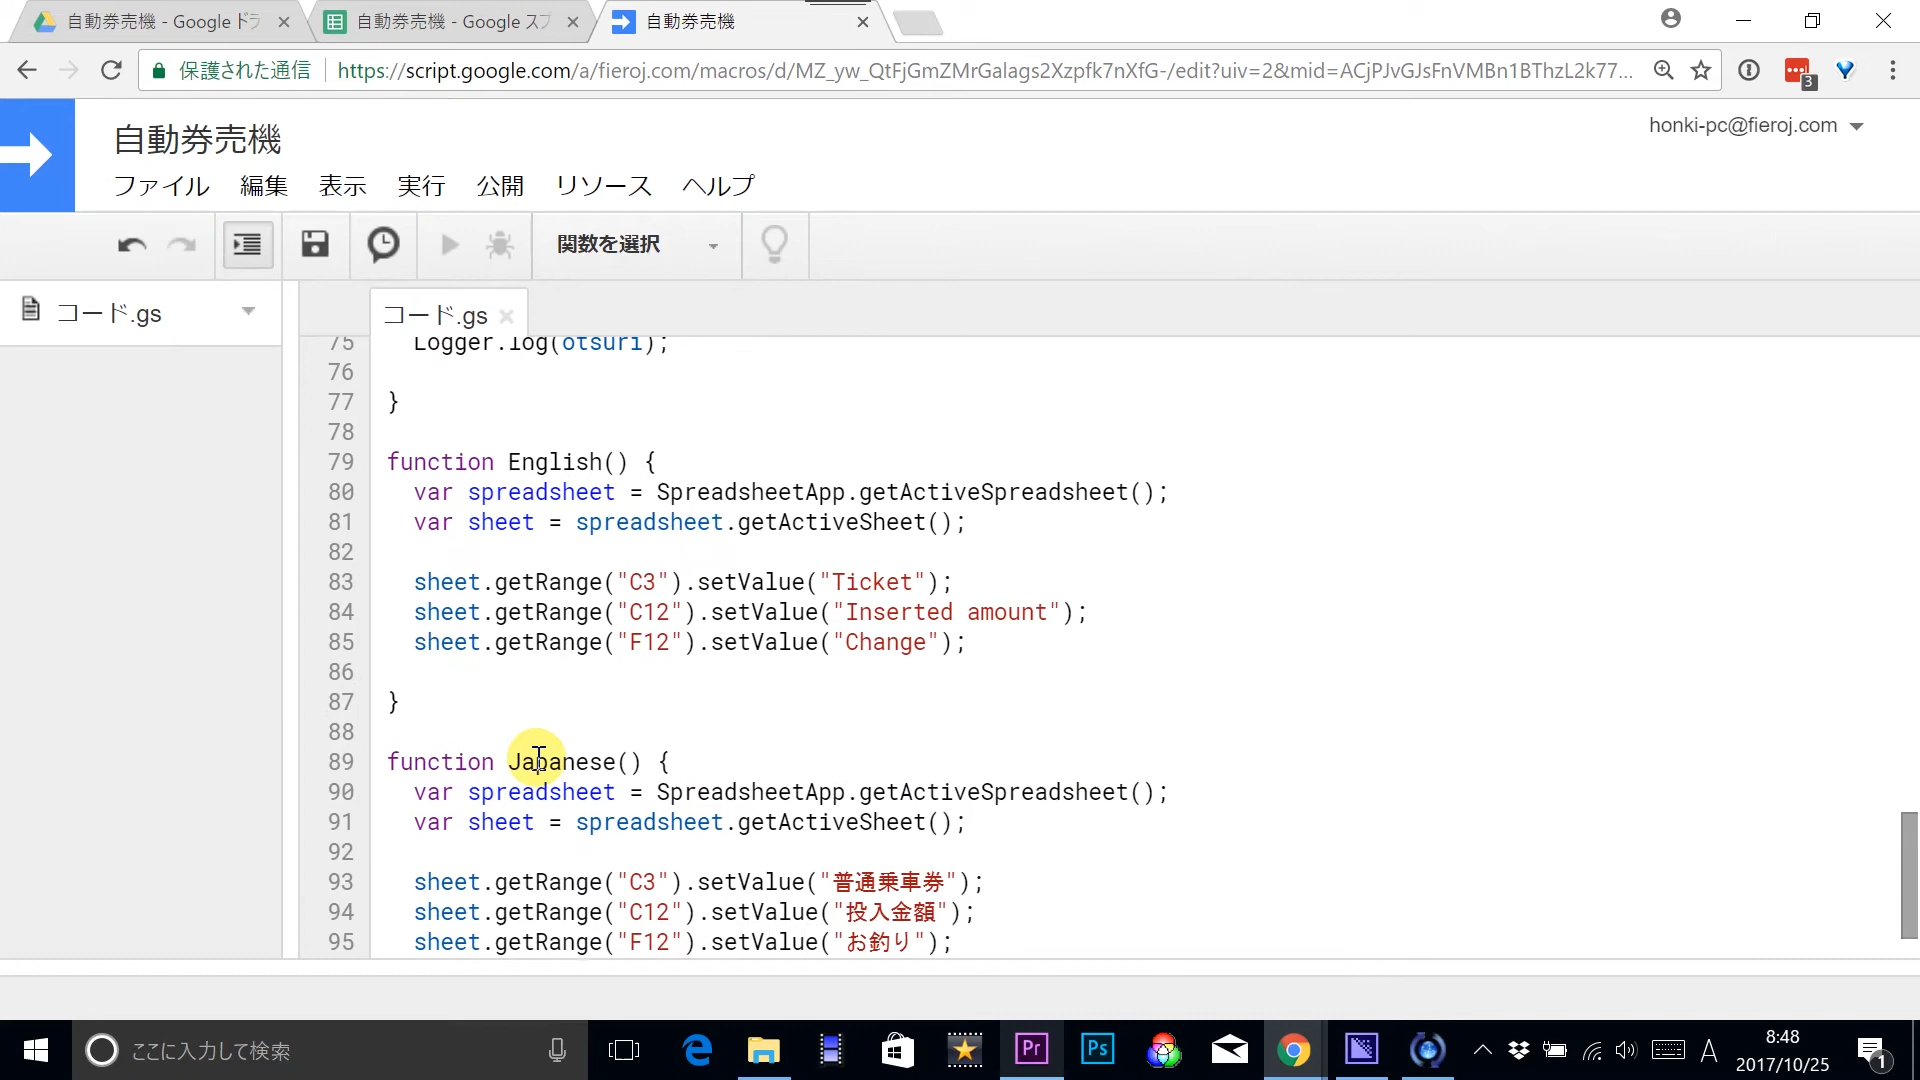 自動券売機 - Google ドラ
自動券売機 - Google スプ
自動券売機
保護された通信
https://script.google.com/a/fieroj.com/macros/d/MZ_yw_QtFjGmZMrGalags2Xzpfk7nXfG-/edit?uiv=2&mid=ACjPJvGJsFnVMBn1BThzL2k77...
3
自動券売機
honki-pc@fieroj.com
ファイル 編集 表示 実行 公開 リソース ヘルプ
関数を選択
コード.gs
コード.gs
75 Logger.log(otsuri);
76
77 }
78
79 function English() {
80 var spreadsheet = SpreadsheetApp.getActiveSpreadsheet();
81 var sheet = spreadsheet.getActiveSheet();
82
83 sheet.getRange("C3").setValue("Ticket");
84 sheet.getRange("C12").setValue("Inserted amount");
85 sheet.getRange("F12").setValue("Change");
86
87 }
88
89 function Japanese() {
90 var spreadsheet = SpreadsheetApp.getActiveSpreadsheet();
91 var sheet = spreadsheet.getActiveSheet();
92
93 sheet.getRange("C3").setValue("普通乗車券");
94 sheet.getRange("C12").setValue("投入金額");
95 sheet.getRange("F12").setValue("お釣り");
ここに入力して検索
Pr
Ps
A
8:48
2017/10/25
1